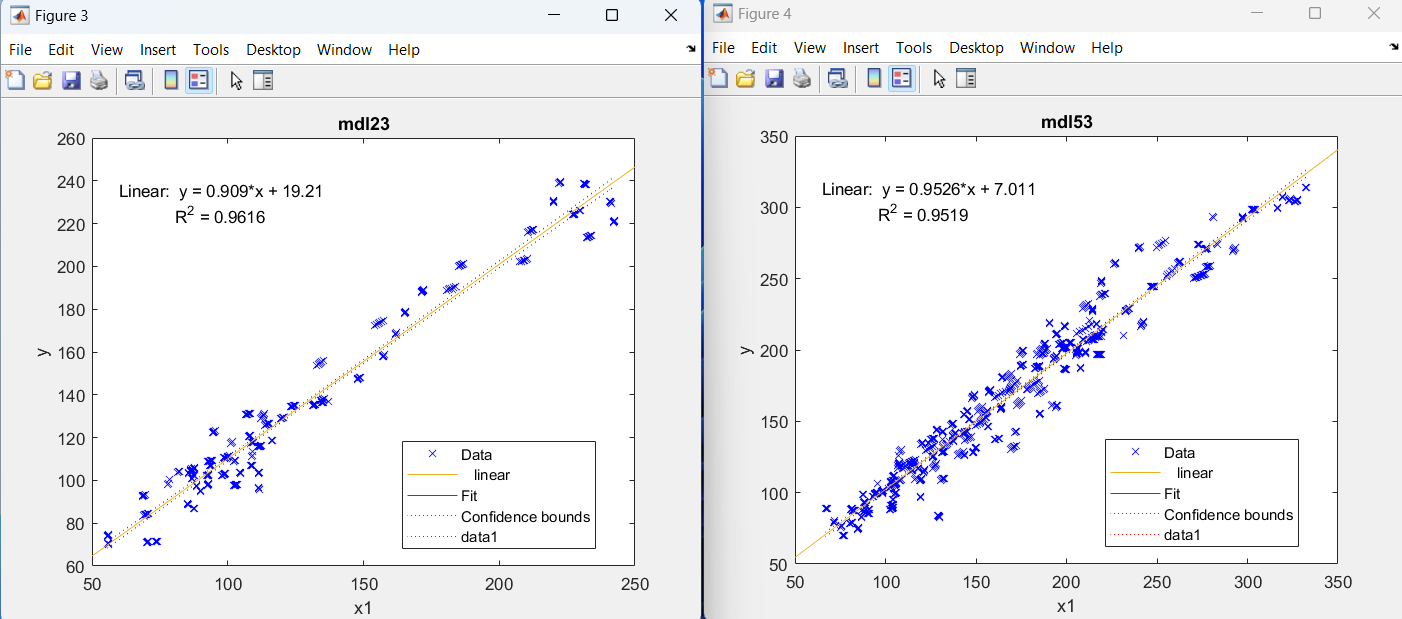 Figure 3
File Edit View Insert Tools Desktop Window Help
mdl23
Linear: y = 0.909*x + 19.21
R2 = 0.9616
260
240
220
200
180
160
140
120
100
80
60
y
50 100 150 200 250
x1
Data
linear
Fit
Confidence bounds
data1
Figure 4
File Edit View Insert Tools Desktop Window Help
mdl53
Linear: y = 0.9526*x + 7.011
R2 = 0.9519
350
300
250
200
150
100
50
y
50 100 150 200 250 300 350
x1
Data
linear
Fit
Confidence bounds
data1